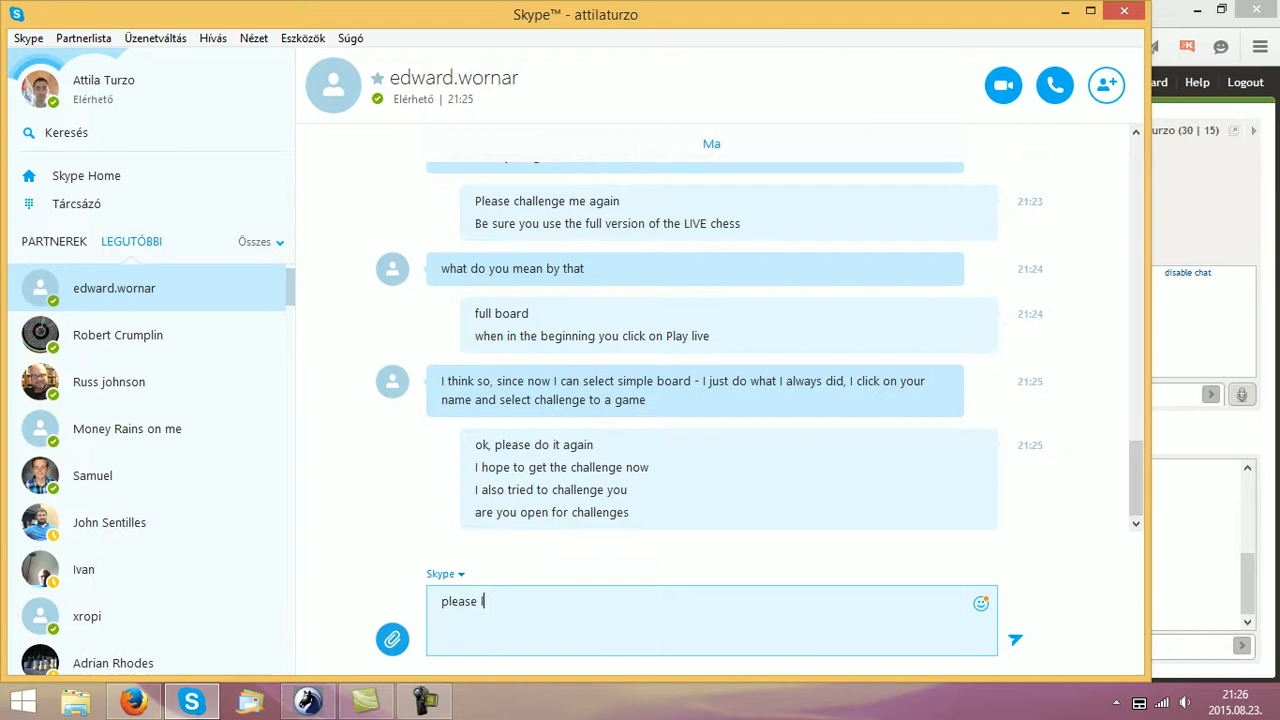 Skype™ - attilaturzo
Skype Partnerlista Üzenetváltás Hívás Nézet Eszközök Súgó
Attila Turzo
Elérhető
Keresés
Skype Home
Tárcsázó
PARTNEREK LEGUTÓBBI Összes
edward.wornar
Robert Crumplin
Russ johnson
Money Rains on me
Samuel
John Sentilles
Ivan
xropi
Adrian Rhodes
edward.wornar
Elérhető | 21:25
Ma
Please challenge me again 21:23
Be sure you use the full version of the LIVE chess
what do you mean by that 21:24
full board 21:24
when in the beginning you click on Play live
I think so, since now I can select simple board - I just do what I always did, I click on your 21:25
name and select challenge to a game
ok, please do it again 21:25
I hope to get the challenge now
I also tried to challenge you
are you open for challenges
Skype
please l
Help Logout
(30 | 15)
disable chat
21:26
2015.08.23.